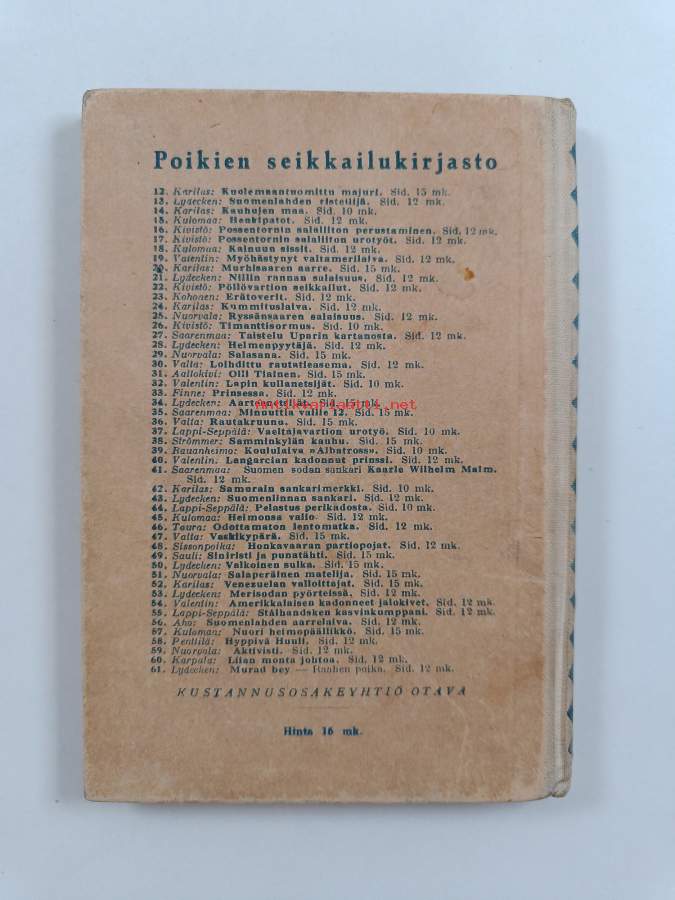 Poikien seikkailukirjasto
12. Karilas: Kuolemaantuomittu majuri. Sid. 15 mk.
13. Lydecken: Suomenlahden risteilijä. Sid. 12 mk.
14. Karilas: Kauhujen maa. Sid. 10 mk.
15. Kulomaa: Henkipatot. Sid. 12 mk.
16. Kivistö: Possentornin salaliiton perustaminen. Sid. 12 mk.
17. Kivistö: Possentornin salaliiton urotyöt. Sid. 12 mk.
18. Kulomaa: Kainuun sissit. Sid. 12 mk.
19. Valentin: Myöhästynyt valtamerilaiva. Sid. 12 mk.
20. Karilas: Murhisaaren aarre. Sid. 15 mk.
21. Lydecken: Niilin rannan salaisuus. Sid. 12 mk.
22. Kivistö: Pöllövartion seikkailut. Sid. 12 mk.
23. Kohonen: Erätoverit. Sid. 12 mk.
24. Karilas: Kummituslaiva. Sid. 12 mk.
25. Nuorvala: Ryssänsaaren salaisuus. Sid. 12 mk.
26. Kivistö: Timanttisormus. Sid. 10 mk.
27. Saarenmaa: Taistelu Uparin kartanosta. Sid. 12 mk.
28. Lydecken: Helmenpyytäjä. Sid. 12 mk.
29. Nuorvala: Salasana. Sid. 15 mk.
30. Valta: Loihdittu rautatieasema. Sid. 12 mk.
31. Aaltokivi: Olli Tiainen. Sid. 15 mk.
32. Valentin: Lapin kullanetsijät. Sid. 10 mk.
33. Finne: Prinsessa. Sid. 12 mk.
34. Lydecken: Aarteenetsijät. Sid. 15 mk.
antikvariaatti.net
35. Saarenmaa: Minuuttia vaille 12. Sid. 15 mk.
36. Valta: Rautakruunu. Sid. 15 mk.
37. Lappi-Seppälä: Vaeltajavartion urotyö. Sid. 10 mk.
38. Strömmer: Samminkylän kauhu. Sid. 15 mk.
39. Rauanheimo: Koululaiva »Albatross». Sid. 10 mk.
40. Valentin: Langarcian kadonnut prinssi. Sid. 12 mk.
41. Saarenmaa: Suomen sodan sankari Kaarle Wilhelm Malm.
Sid. 12 mk.
42. Karilas: Samurain sankarimerkki. Sid. 10 mk.
43. Lydecken: Suomenlinnan sankari. Sid. 12 mk.
44. Lappi-Seppälä: Pelastus perikadosta. Sid. 10 mk.
45. Kulomaa: Heimonsa valio. Sid. 12 mk.
46. Toura: Odottamaton lentomatka. Sid. 12 mk.
47. Valta: Vaskikypärä. Sid. 15 mk.
48. Sissonpoika: Honkavaaran partiopojat. Sid. 12 mk.
49. Sauli: Siniristi ja punatähti. Sid. 15 mk.
50. Lydecken: Valkoinen sulka. Sid. 12 mk.
51. Nuorvala: Salaperäinen matelija. Sid. 15 mk.
52. Karilas: Venezuelan valloittajat. Sid. 15 mk.
53. Lydecken: Merisodan pyörteissä. Sid. 12 mk.
54. Valentin: Amerikkalaisen kadonneet jalokivet. Sid. 12 mk.
55. Lappi-Seppälä: Stålhandsken kasvinkumppani. Sid. 12 mk.
56. Aho: Suomenlahden aarrelaiva. Sid. 12 mk.
57. Kulomaa: Nuori heimopäällikkö. Sid. 15 mk.
58. Penttilä: Hyppivä Huuli. Sid. 12 mk.
59. Nuorvala: Aktivisti. Sid. 12 mk.
60. Karpala: Liian monta johtoa. Sid. 12 mk.
61. Lydecken: Murad bey — Raahen poika. Sid. 12 mk.
KUSTANNUSOSAKEYHTIÖ OTAVA
Hinta 16 mk.